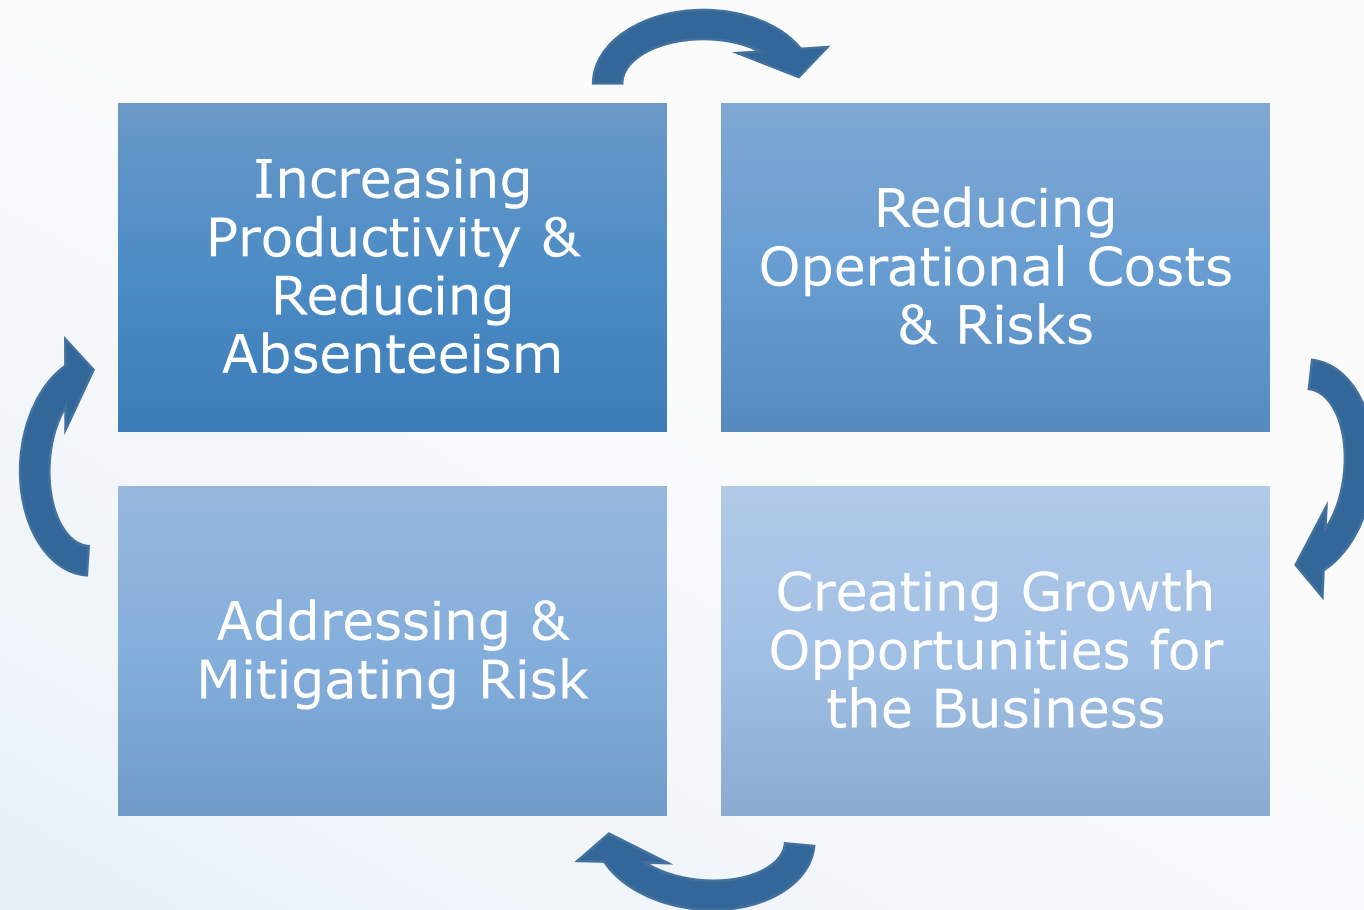 Increasing
Productivity &
Reducing
Absenteeism
Reducing
Operational Costs
& Risks
Addressing &
Mitigating Risk
Creating Growth
Opportunities for
the Business